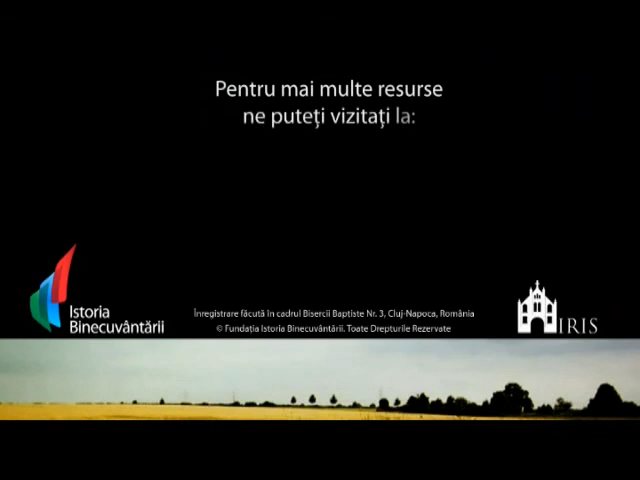 Pentru mai multe resurse
ne puteți vizitați la:
Istoria
Binecuvântării
Înregistrare făcută în cadrul Bisericii Baptiste Nr. 3, Cluj-Napoca, România
© Fundația Istoria Binecuvântării. Toate Drepturile Rezervate
IRIS